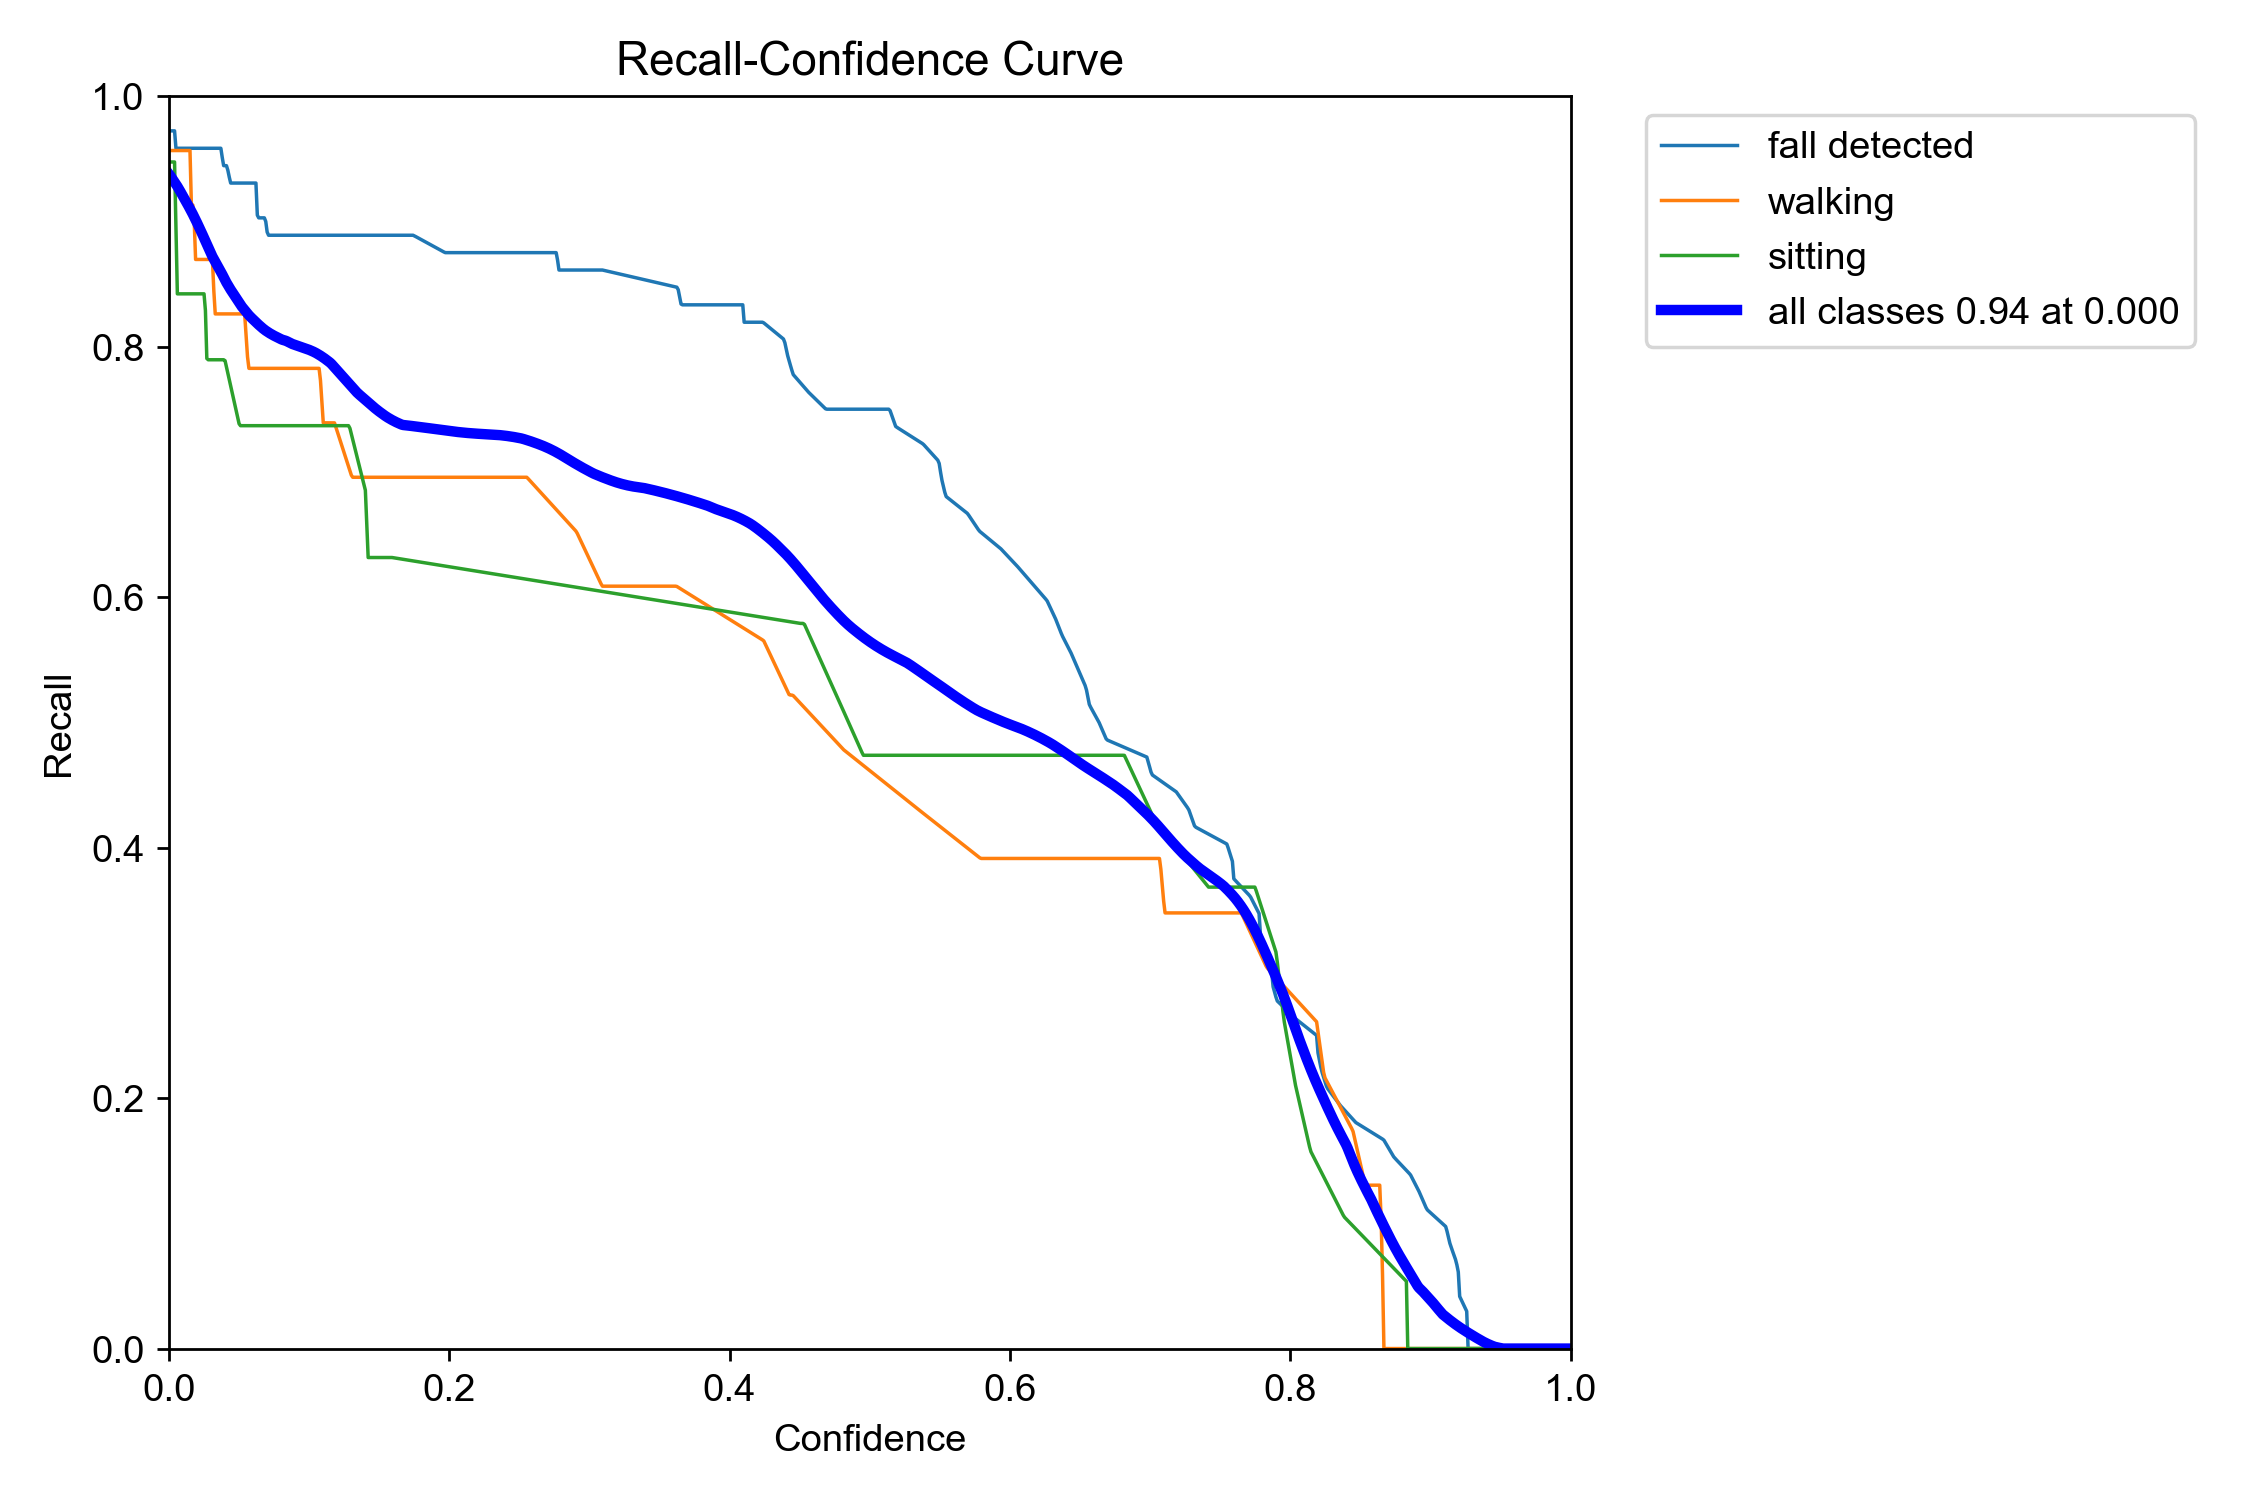 Recall-Confidence Curve
1.0
0.8
0.6
0.4
0.2
0.0
Recall
0.0 0.2 0.4 0.6 0.8 1.0
Confidence
fall detected
walking
sitting
all classes 0.94 at 0.000